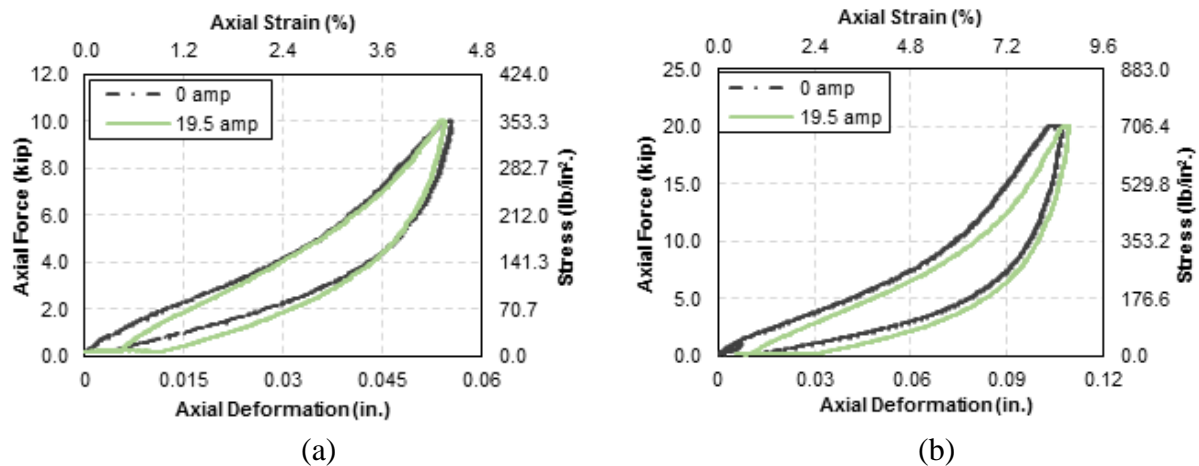 Axial Strain (%)
0.0 1.2 2.4 3.6 4.8
12.0
10.0
8.0
6.0
4.0
2.0
0.0
Axial Force (kip)
0 amp
19.5 amp
424.0
353.3
282.7
212.0
141.3
70.7
0.0
Stress (lb/in².)
0 0.015 0.03 0.045 0.06
Axial Deformation (in.)
(a)
Axial Strain (%)
0.0 2.4 4.8 7.2 9.6
25.0
20.0
15.0
10.0
5.0
0.0
Axial Force (kip)
0 amp
19.5 amp
883.0
706.4
529.8
353.2
176.6
0.0
Stress (lb/in².)
0 0.03 0.06 0.09 0.12
Axial Deformation (in.)
(b)